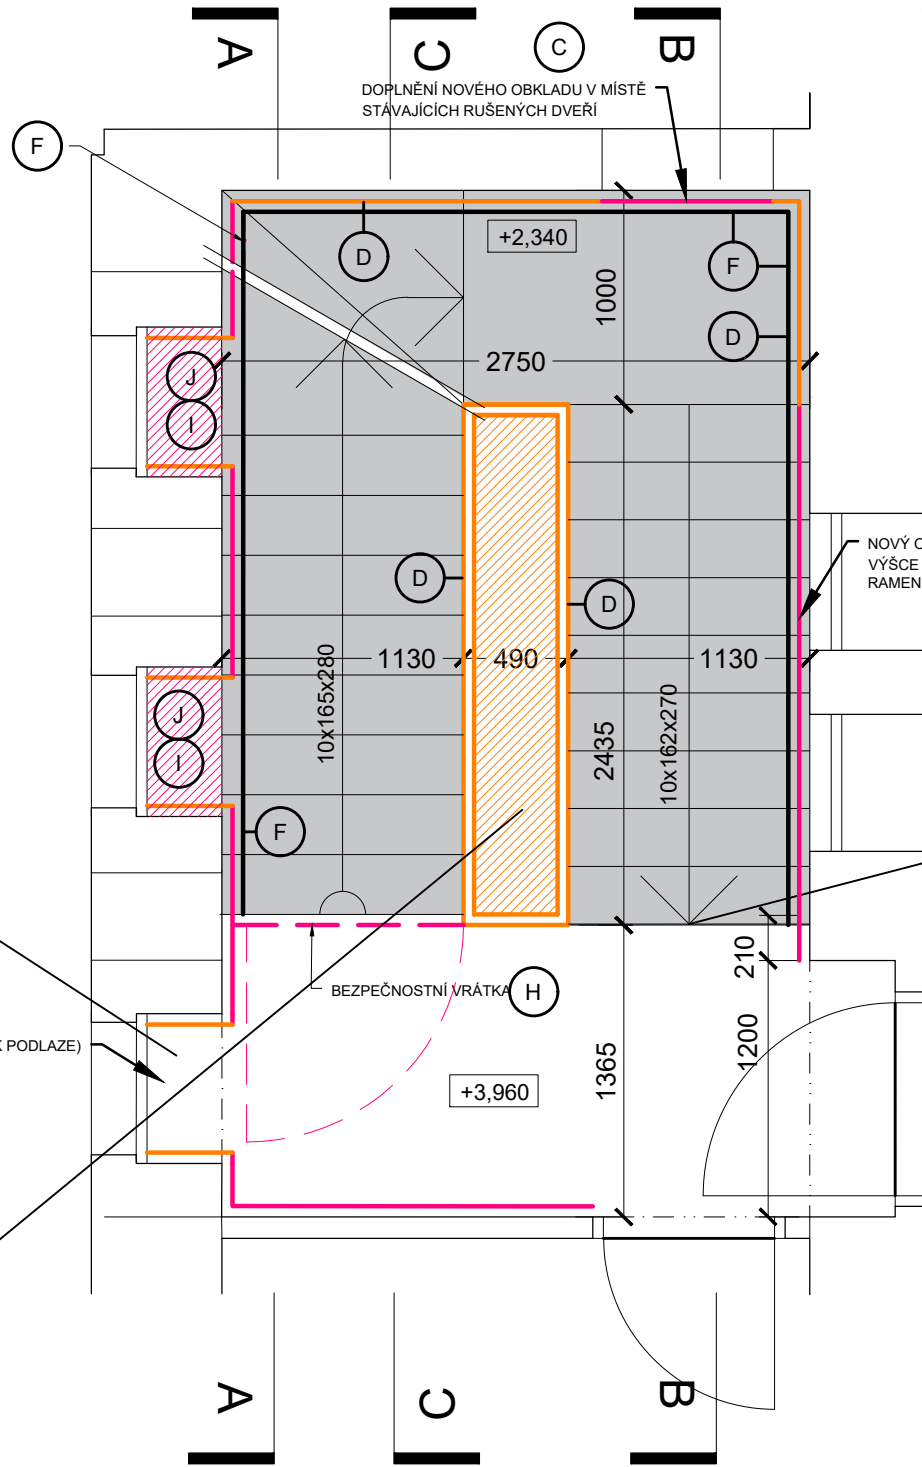 A
C
B
C
DOPLNĚNÍ NOVÉHO OBKLADU V MÍSTĚ
STÁVAJÍCÍCH RUŠENÝCH DVEŘÍ
F
D
+2,340
F
1000
D
2750
J
I
NOVÝ
VÝŠCE
RAMEN
D
D
1130
490
1130
10x165x280
2435
10x162x270
J
I
F
210
BEZPEČNOSTNÍ VRÁTKA
H
K PODLAZE)
1365
1200
+3,960
A
C
B